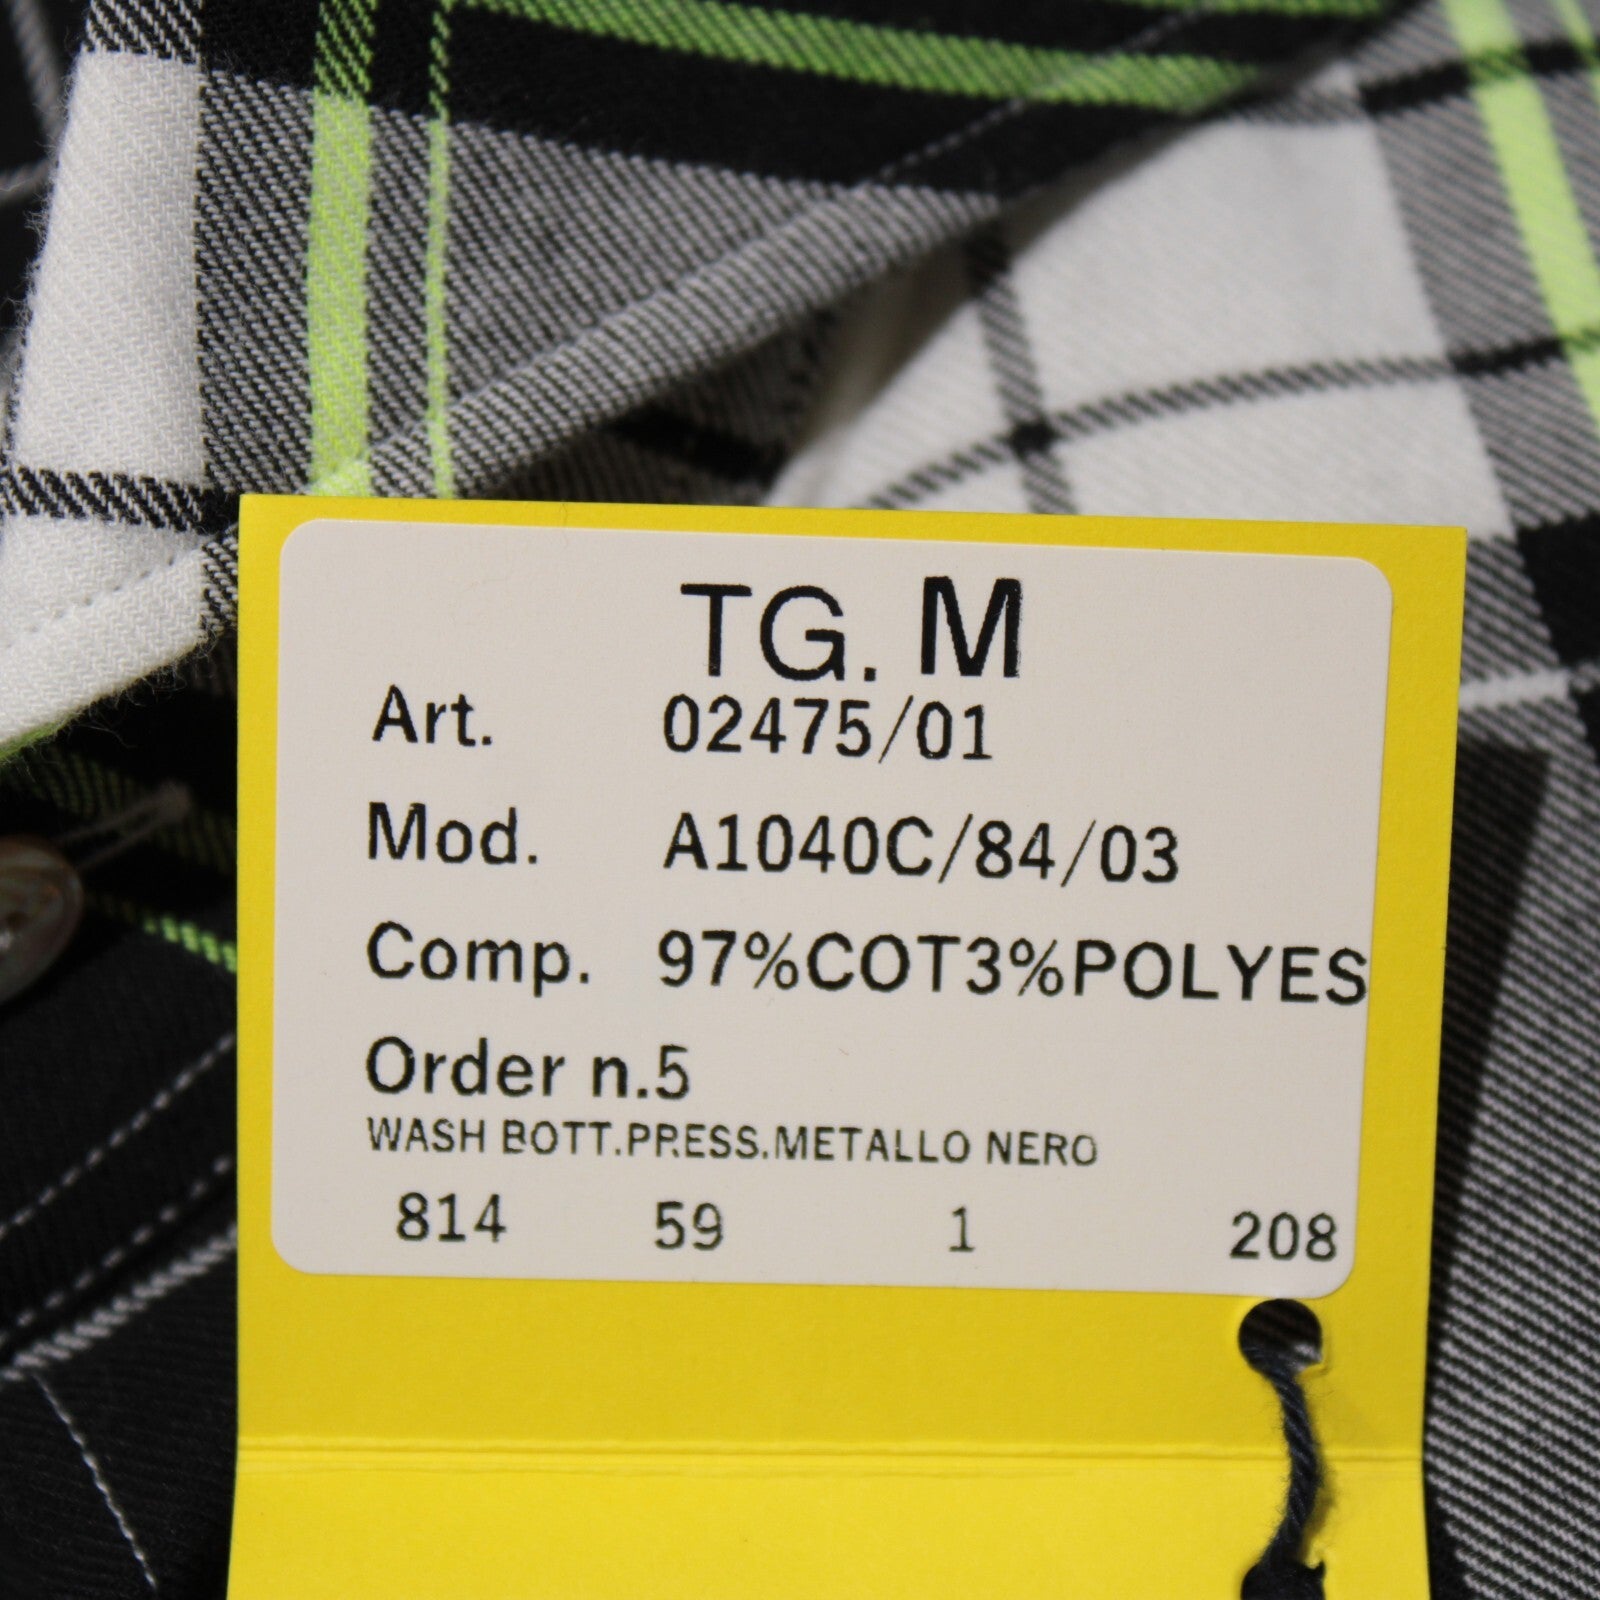 TG. M
Art. 02475/01
Mod. A1040C/84/03
Comp. 97%COT3%POLYES
Order n.5
WASH BOTT.PRESS.METALLO NERO
814 59 1 208